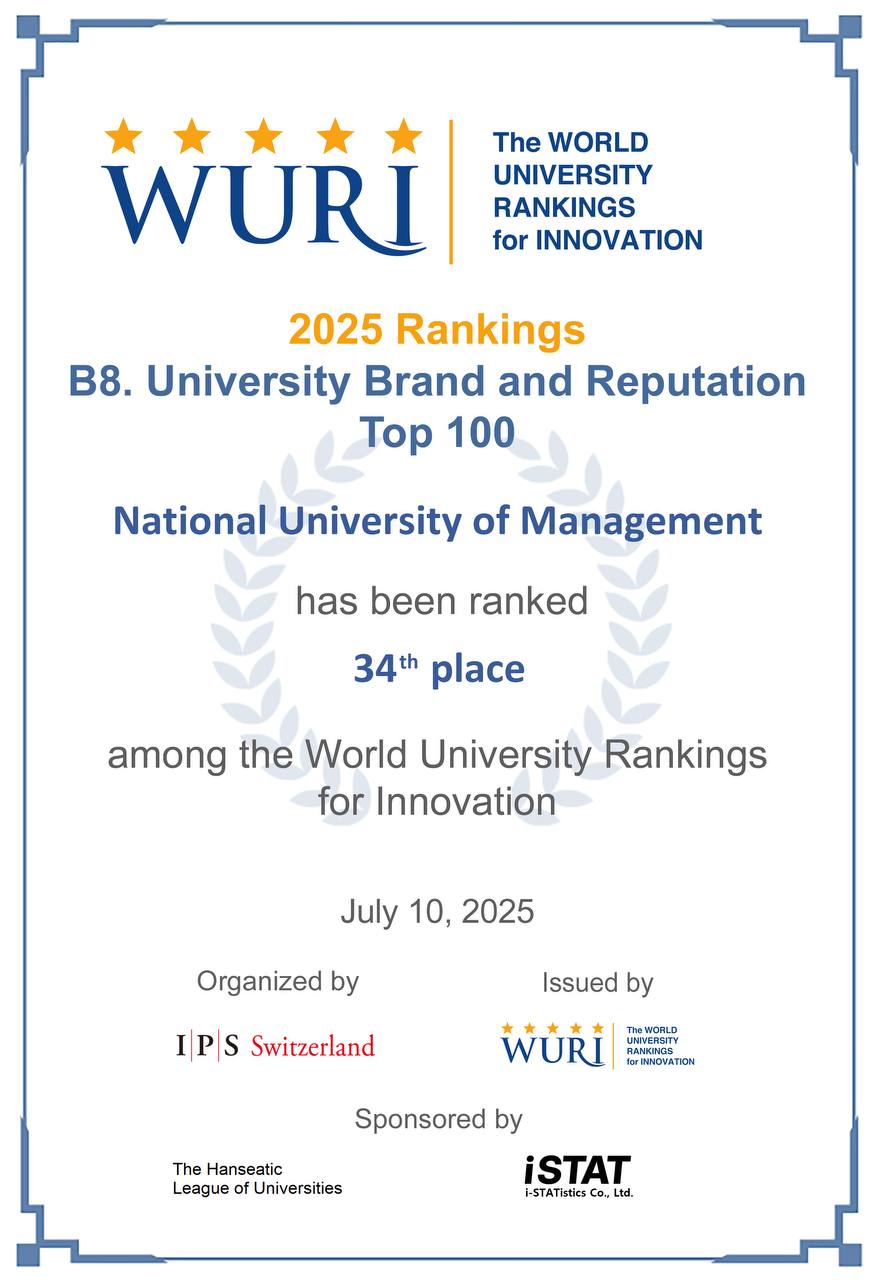 WURI
The WORLD
UNIVERSITY
RANKINGS
for INNOVATION
2025 Rankings
B8. University Brand and Reputation
Top 100
National University of Management
has been ranked
34th place
among the World University Rankings
for Innovation
July 10, 2025
Organized by
Issued by
I|P|S Switzerland
WURI
The WORLD
UNIVERSITY
RANKINGS
for INNOVATION
Sponsored by
The Hanseatic
League of Universities
iSTAT
i-STATistics Co., Ltd.